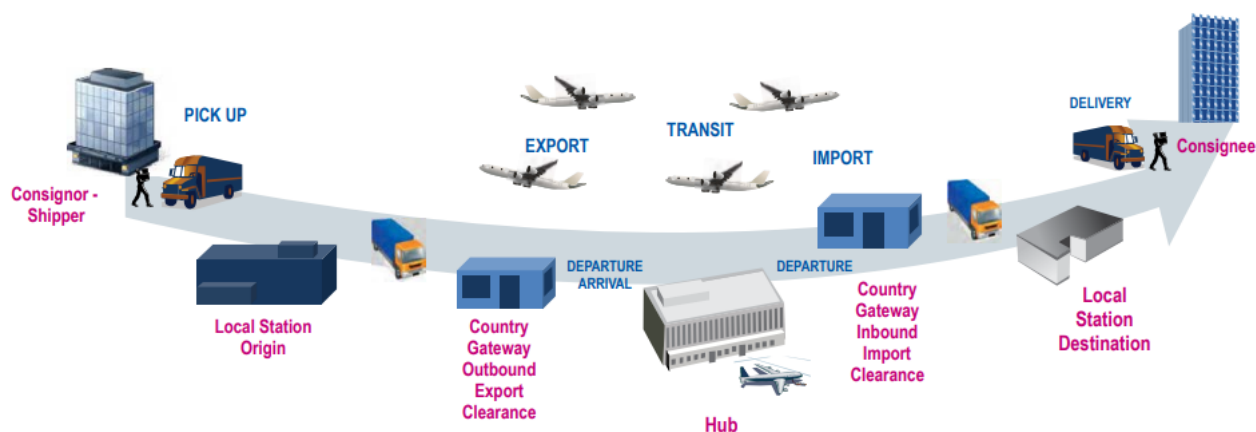 PICK UP
Consignor -
Shipper
Local Station
Origin
EXPORT
Country
Gateway
Outbound
Export
Clearance
DEPARTURE
ARRIVAL
TRANSIT
Hub
DEPARTURE
IMPORT
Country
Gateway
Inbound
Import
Clearance
Local
Station
Destination
DELIVERY
Consignee